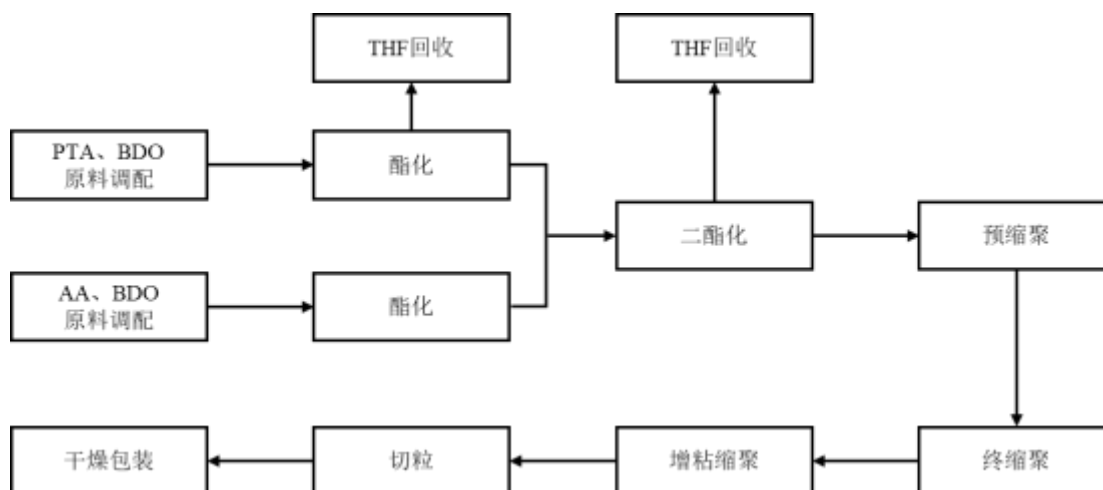 THF回收
THF回收
PTA、BDO
原料调配
酯化
二酯化
预缩聚
AA、BDO
原料调配
酯化
干燥包装
切粒
增粘缩聚
终缩聚